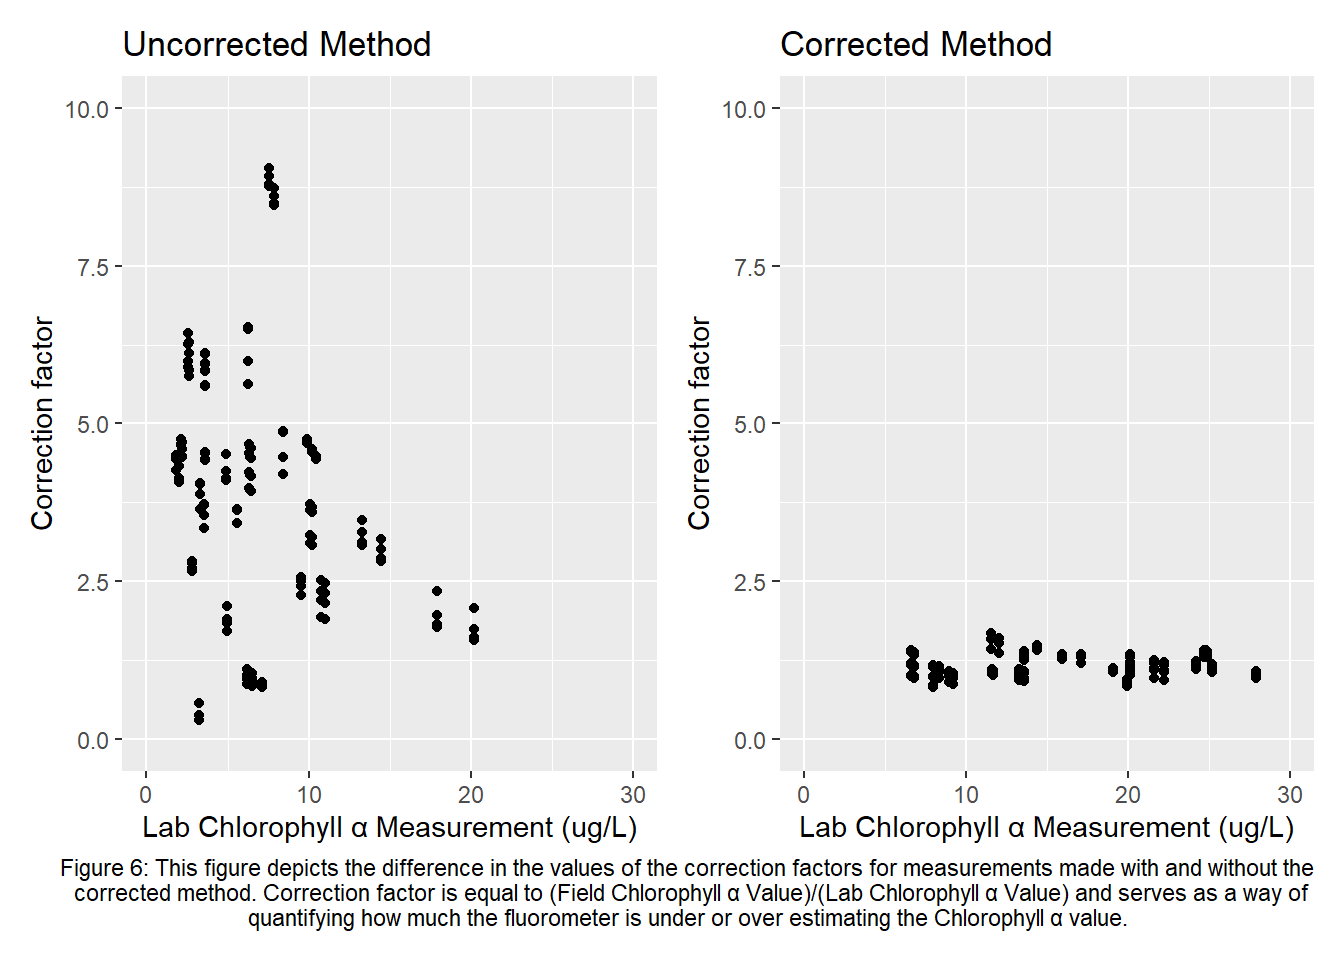 Uncorrected Method
10.0
7.5
5.0
2.5
0.0
Correction factor
0
10
20
30
Lab Chlorophyll α Measurement (ug/L)
Corrected Method
10.0
7.5
5.0
2.5
0.0
Correction factor
0
10
20
30
Lab Chlorophyll α Measurement (ug/L)
Figure 6: This figure depicts the difference in the values of the correction factors for measurements made with and without the
corrected method. Correction factor is equal to (Field Chlorophyll α Value)/(Lab Chlorophyll α Value) and serves as a way of
quantifying how much the fluorometer is under or over estimating the Chlorophyll α value.